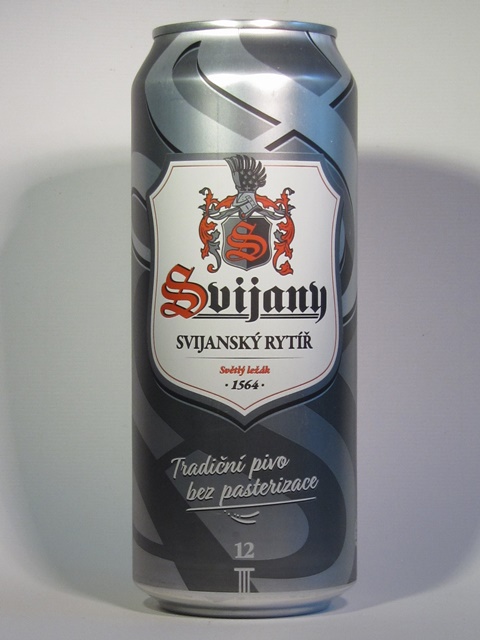 S
Svijany
SVIJANSKÝ RYTÍŘ
Světlý ležák
· 1564 ·
Tradiční pivo
bez pasterizace
12